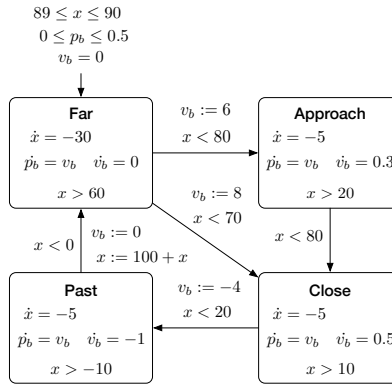 89 ≤ x ≤ 90
0 ≤ p_b ≤ 0.5
v_b = 0
Far
ẋ = −30
ṗ_b = v_b v̇_b = 0
x > 60
v_b := 6
x < 80
Approach
ẋ = −5
ṗ_b = v_b v̇_b = 0.3
x > 20
v_b := 8
x < 70
x < 80
x < 0
v_b := 0
x := 100 + x
Past
ẋ = −5
ṗ_b = v_b v̇_b = −1
x > −10
v_b := −4
x < 20
Close
ẋ = −5
ṗ_b = v_b v̇_b = 0.5
x > 10